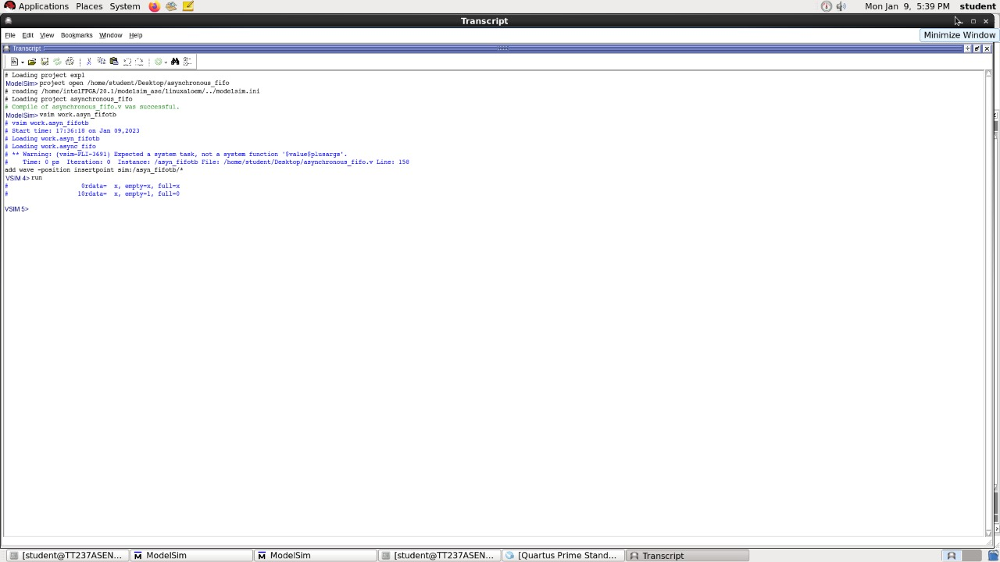 Applications Places System Mon Jan 9, 5:39 PM student
Transcript
File Edit View Bookmarks Window Help
Minimize Window
Transcript
# Loading project exp1
ModelSim> project open /home/student/Desktop/asynchronous_fifo
# reading /home/intelFPGA/20.1/modelsim_ase/linuxaloem/../modelsim.ini
# Loading project asynchronous_fifo
# Compile of asynchronous_fifo.v was successful.
ModelSim> vsim work.asyn_fifotb
# vsim work.asyn_fifotb
# Start time: 17:36:18 on Jan 09,2023
# Loading work.asyn_fifotb
# Loading work.async_fifo
# ** Warning: (vsim-PLI-3691) Expected a system task, not a system function '$value$plusargs'.
# Time: 0 ps Iteration: 0 Instance: /asyn_fifotb File: /home/student/Desktop/asynchronous_fifo.v Line: 158
add wave -position insertpoint sim:/asyn_fifotb/*
VSIM 4> run
# 0rdata= x, empty=x, full=x
# 10rdata= x, empty=1, full=0
VSIM 5>
[student@TT237ASEN... ModelSim ModelSim [student@TT237ASEN... [Quartus Prime Stand... Transcript